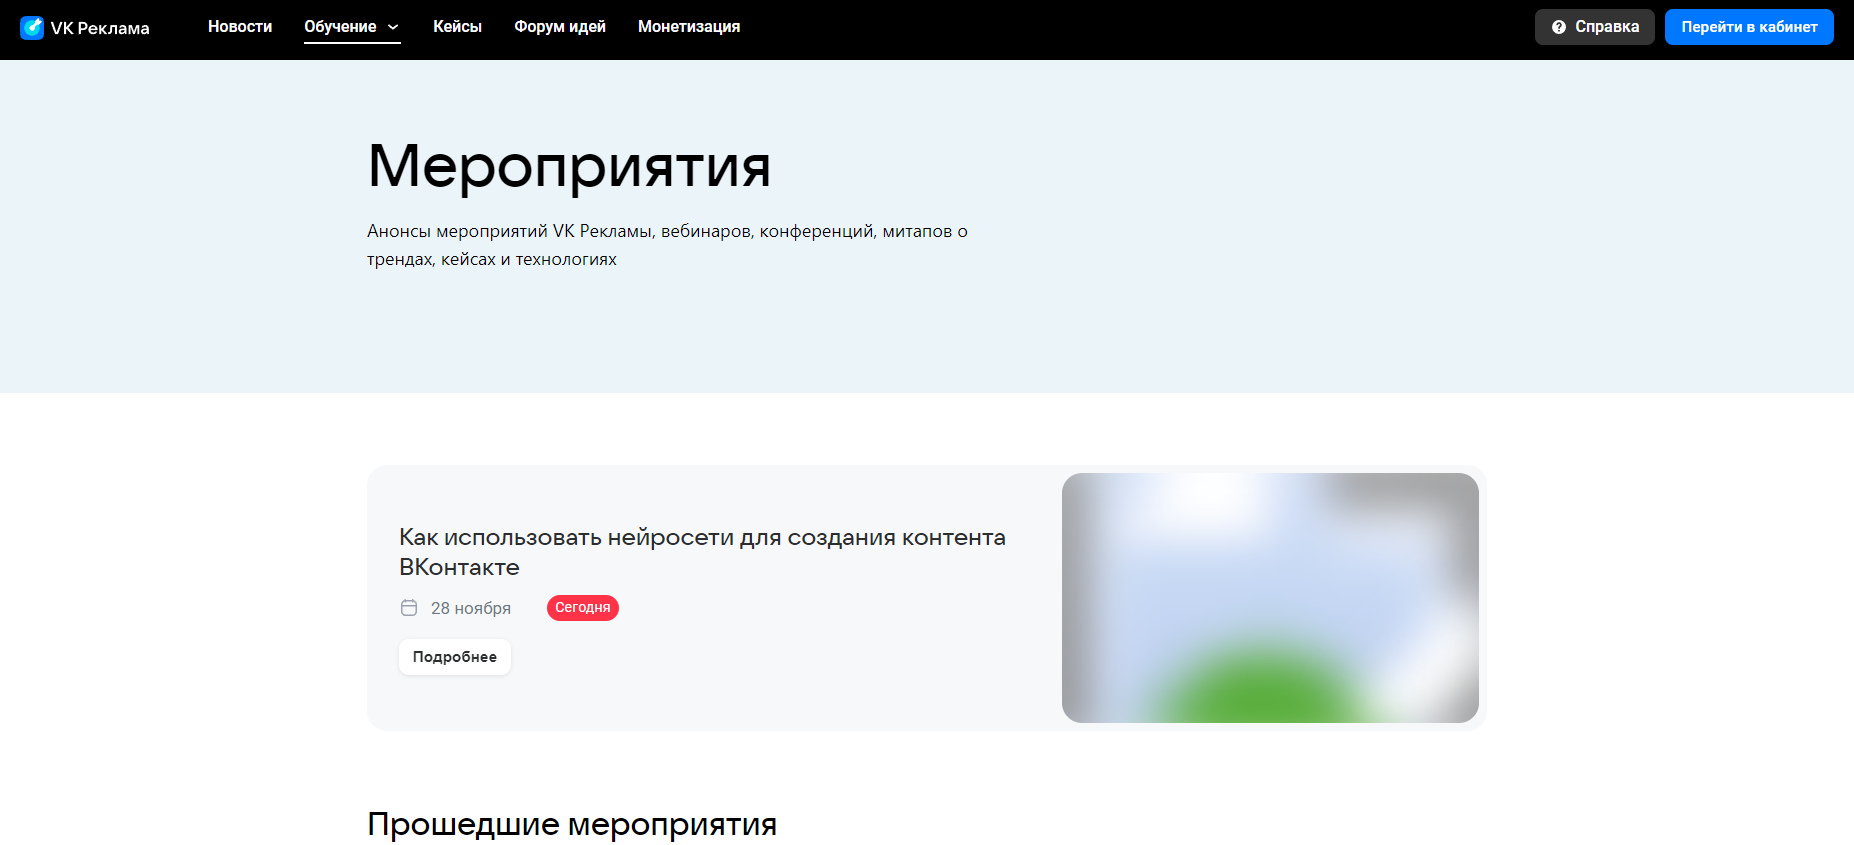 VK Реклама
Новости
Обучение
Кейсы
Форум идей
Монетизация
Справка
Перейти в кабинет
Мероприятия
Анонсы мероприятий VK Рекламы, вебинаров, конференций, митапов о
трендах, кейсах и технологиях
Как использовать нейросети для создания контента
ВКонтакте
28 ноября
Сегодня
Подробнее
Прошедшие мероприятия